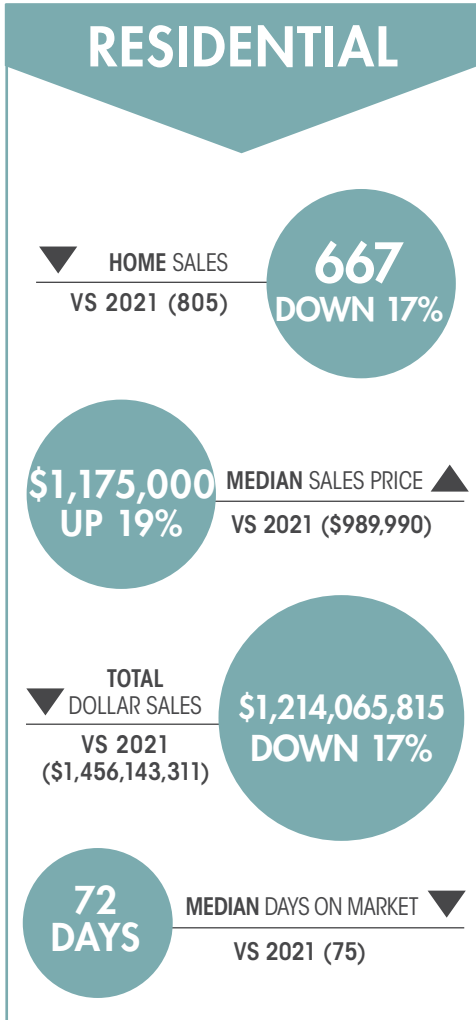 RESIDENTIAL
HOME SALES
VS 2021 (805)
667
DOWN 17%
$1,175,000
UP 19%
MEDIAN SALES PRICE
VS 2021 ($989,990)
TOTAL
DOLLAR SALES
VS 2021
($1,456,143,311)
$1,214,065,815
DOWN 17%
72
DAYS
MEDIAN DAYS ON MARKET
VS 2021 (75)